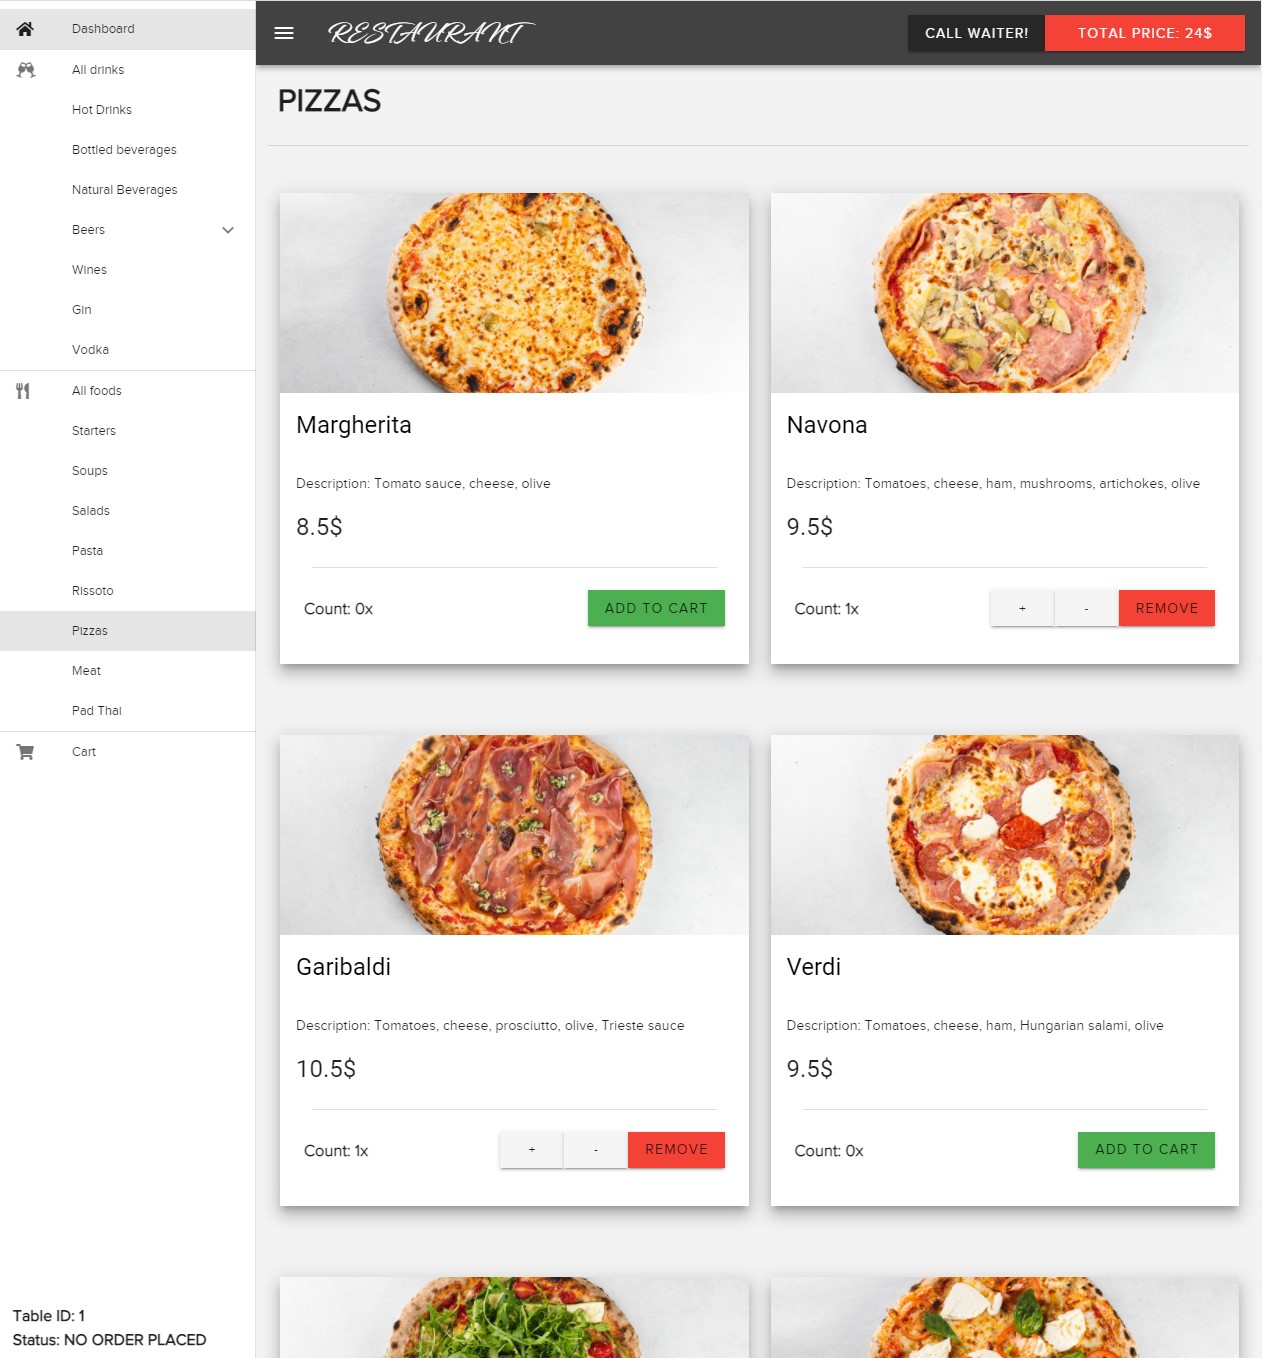 Dashboard
All drinks
Hot Drinks
Bottled beverages
Natural Beverages
Beers
Wines
Gin
Vodka
All foods
Starters
Soups
Salads
Pasta
Rissoto
Pizzas
Meat
Pad Thai
Cart
Table ID: 1
Status: NO ORDER PLACED
RESTAURANT
CALL WAITER!
TOTAL PRICE: 24$
PIZZAS
Margherita
Description: Tomato sauce, cheese, olive
8.5$
Count: 0x
ADD TO CART
Navona
Description: Tomatoes, cheese, ham, mushrooms, artichokes, olive
9.5$
Count: 1x
+
-
REMOVE
Garibaldi
Description: Tomatoes, cheese, prosciutto, olive, Trieste sauce
10.5$
Count: 1x
+
-
REMOVE
Verdi
Description: Tomatoes, cheese, ham, Hungarian salami, olive
9.5$
Count: 0x
ADD TO CART